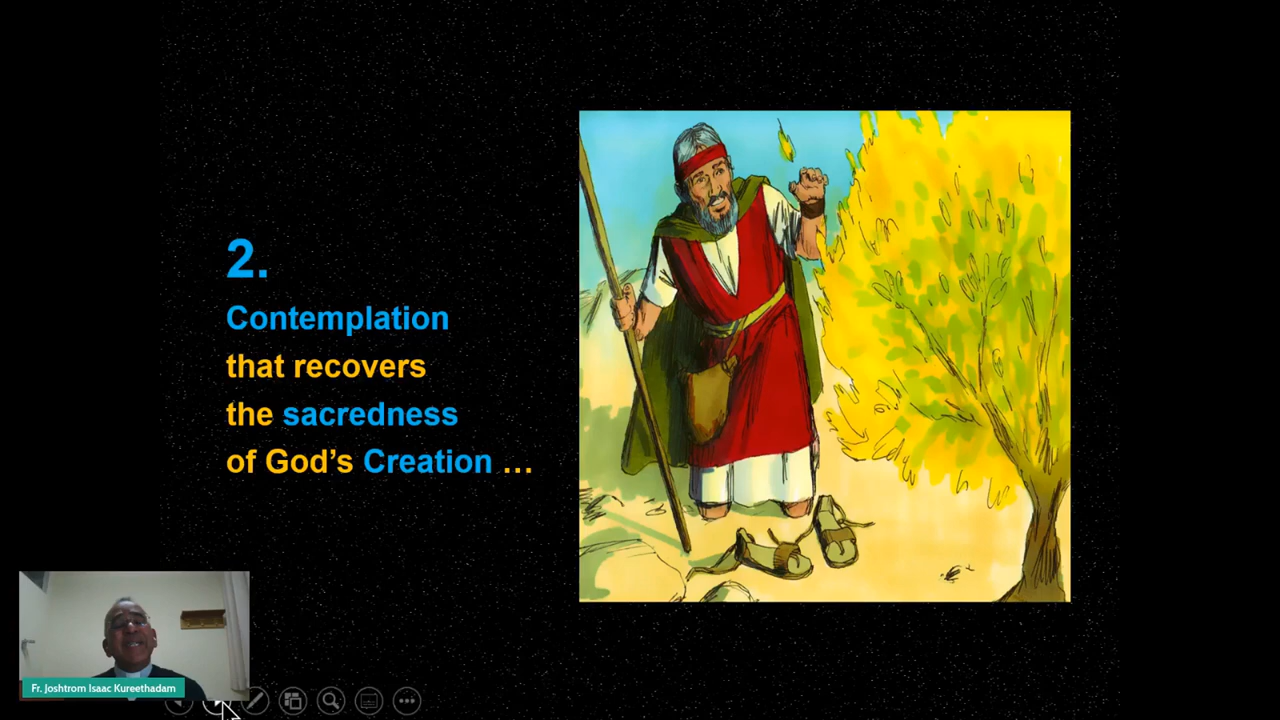 2.
Contemplation
that recovers
the sacredness
of God’s Creation ...
Fr. Joshtrom Isaac Kureethadam